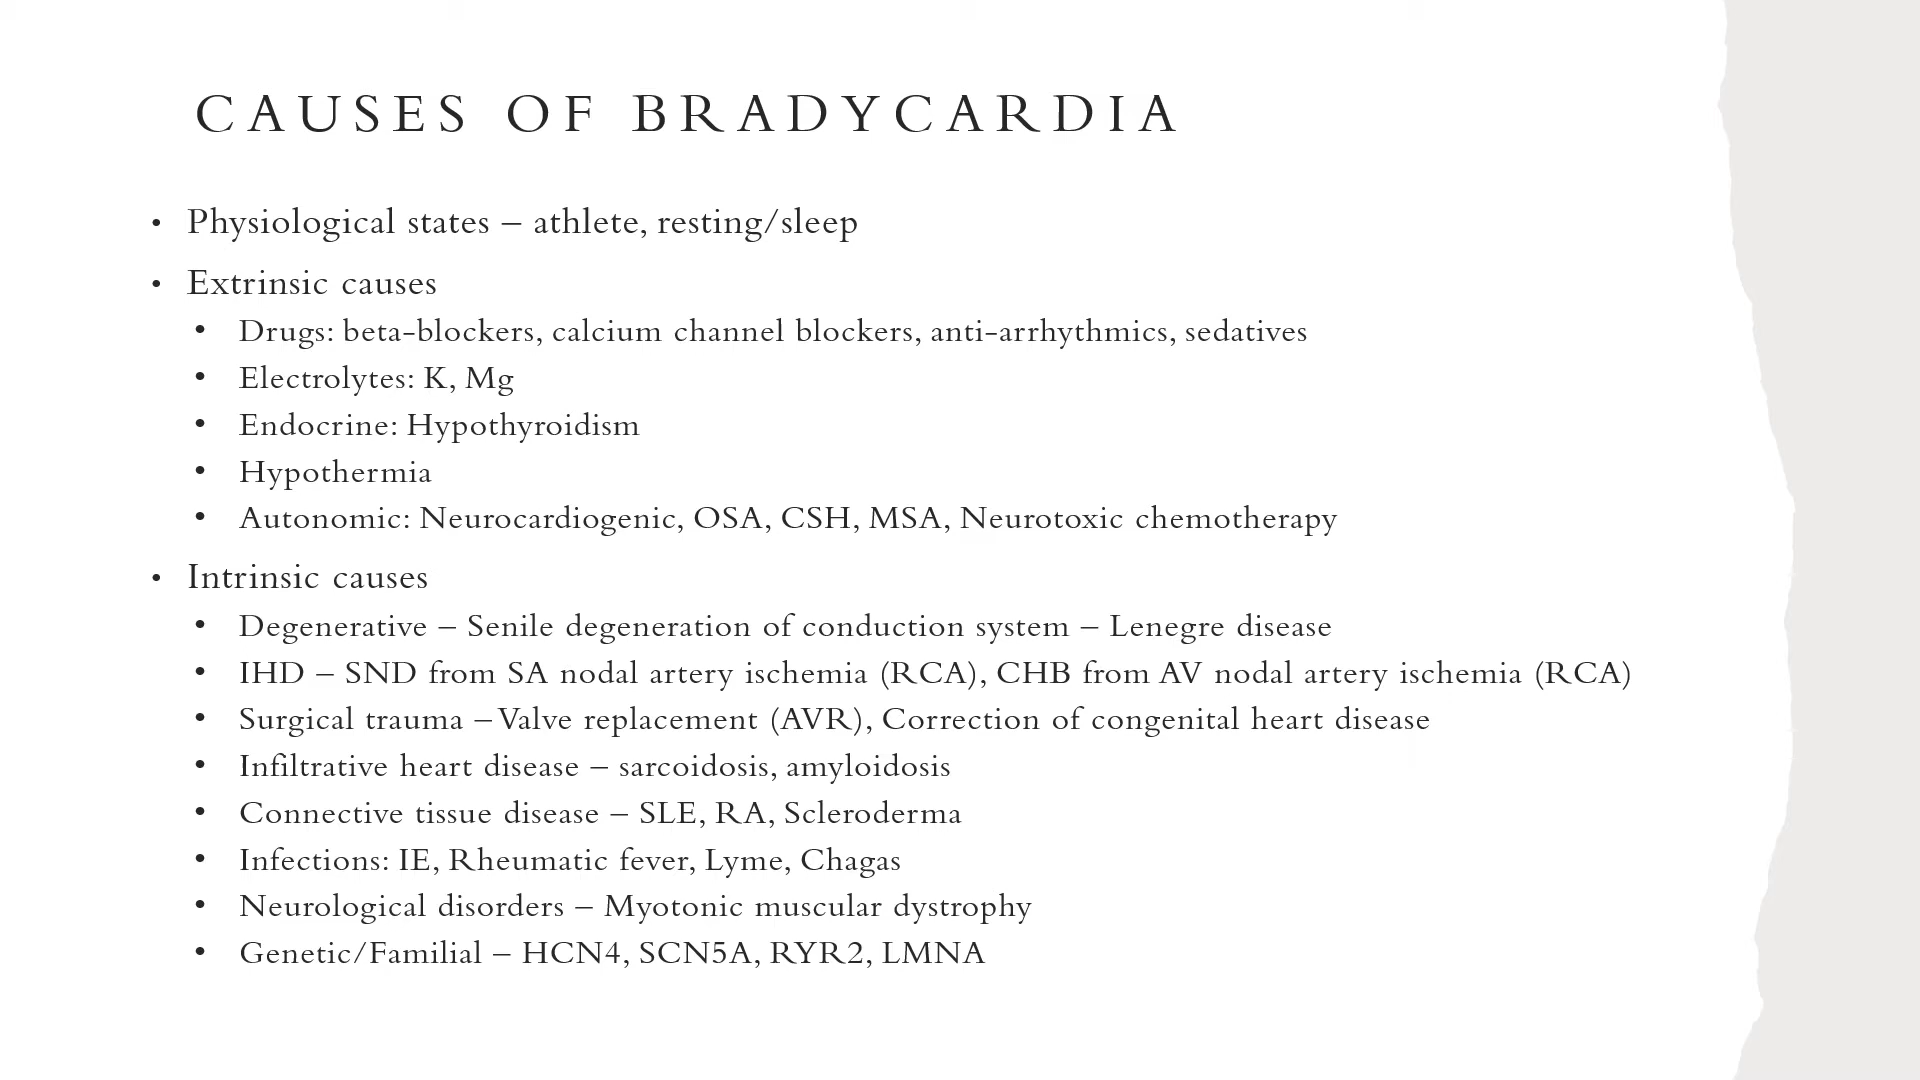 CAUSES OF BRADYCARDIA
• Physiological states – athlete, resting/sleep
• Extrinsic causes
• Drugs: beta-blockers, calcium channel blockers, anti-arrhythmics, sedatives
• Electrolytes: K, Mg
• Endocrine: Hypothyroidism
• Hypothermia
• Autonomic: Neurocardiogenic, OSA, CSH, MSA, Neurotoxic chemotherapy
• Intrinsic causes
• Degenerative – Senile degeneration of conduction system – Lenegre disease
• IHD – SND from SA nodal artery ischemia (RCA), CHB from AV nodal artery ischemia (RCA)
• Surgical trauma – Valve replacement (AVR), Correction of congenital heart disease
• Infiltrative heart disease – sarcoidosis, amyloidosis
• Connective tissue disease – SLE, RA, Scleroderma
• Infections: IE, Rheumatic fever, Lyme, Chagas
• Neurological disorders – Myotonic muscular dystrophy
• Genetic/Familial – HCN4, SCN5A, RYR2, LMNA